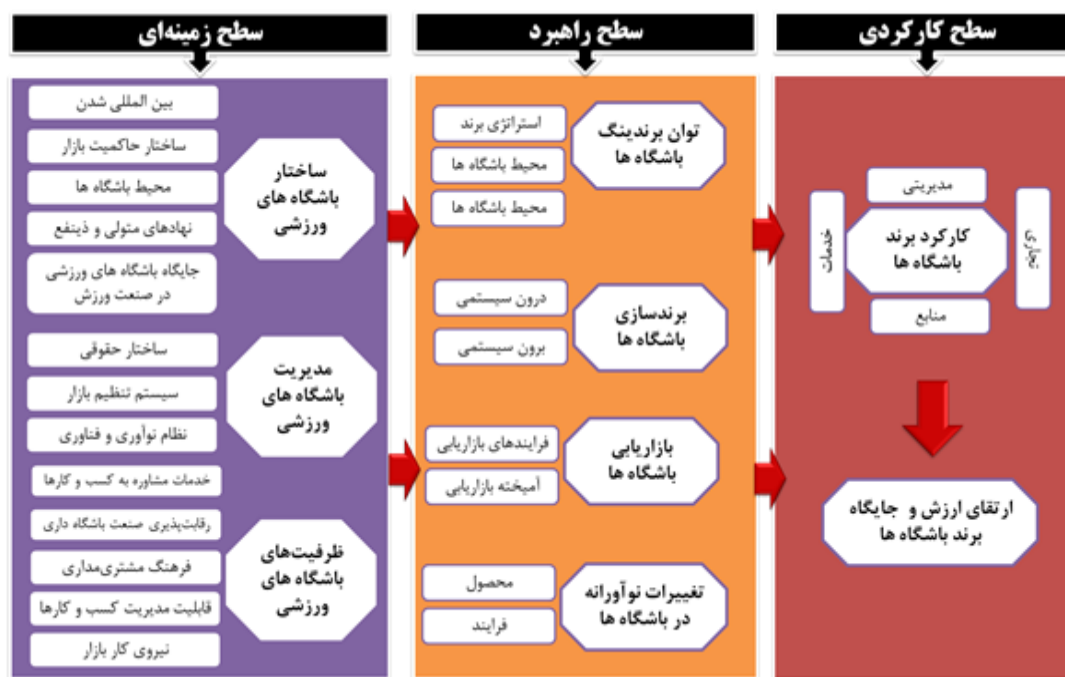 سطح زمینه‌ای
بین المللی شدن
ساختار حاکمیت بازار
محیط باشگاه ها
نهادهای متولی و ذینفع
جایگاه باشگاه های ورزشی
در صنعت ورزش
ساختار
باشگاه های
ورزشی
ساختار حقوقی
سیستم تنظیم بازار
نظام نوآوری و فناوری
مدیریت
باشگاه های
ورزشی
خدمات مشاوره به کسب و کارها
رقابت‌پذیری صنعت باشگاه داری
فرهنگ مشتری‌مداری
قابلیت مدیریت کسب و کارها
نیروی کار بازار
ظرفیت‌های
باشگاه های
ورزشی
سطح راهبرد
استراتژی برند
محیط باشگاه ها
محیط باشگاه ها
توان برندینگ
باشگاه ها
درون سیستمی
برون سیستمی
برندسازی
باشگاه ها
فرایندهای بازاریابی
آمیخته بازاریابی
بازاریابی
باشگاه ها
محصول
فرایند
تغییرات نوآورانه
در باشگاه ها
سطح کارکردی
مدیریتی
خدمات
کارکرد برند
باشگاه ها
تجاری
منابع
ارتقای ارزش و جایگاه
برند باشگاه ها